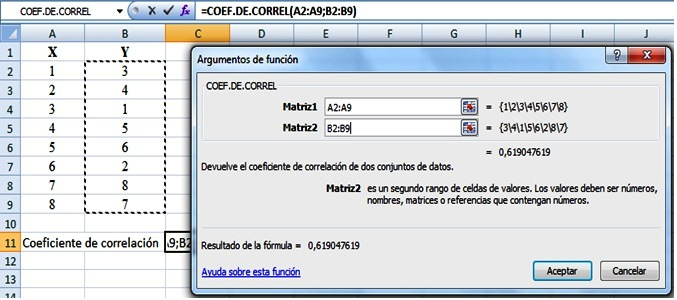 COEF.DE.CORREL =COEF.DE.CORREL(A2:A9;B2:B9)
A B C D E F G H I J
1 X Y
2 1 3
3 2 4
4 3 1
5 4 5
6 5 6
7 6 2
8 7 8
9 8 7
10
11 Coeficiente de correlación \9;B2
12
13
Argumentos de función
COEF.DE.CORREL
Matriz1 A2:A9 = {1\2\3\4\5\6\7\8}
Matriz2 B2:B9 = {3\4\1\5\6\2\8\7}
= 0,619047619
Devuelve el coeficiente de correlación de dos conjuntos de datos.
Matriz2 es un segundo rango de celdas de valores. Los valores deben ser números,
nombres, matrices o referencias que contengan números.
Resultado de la fórmula = 0,619047619
Ayuda sobre esta función Aceptar Cancelar